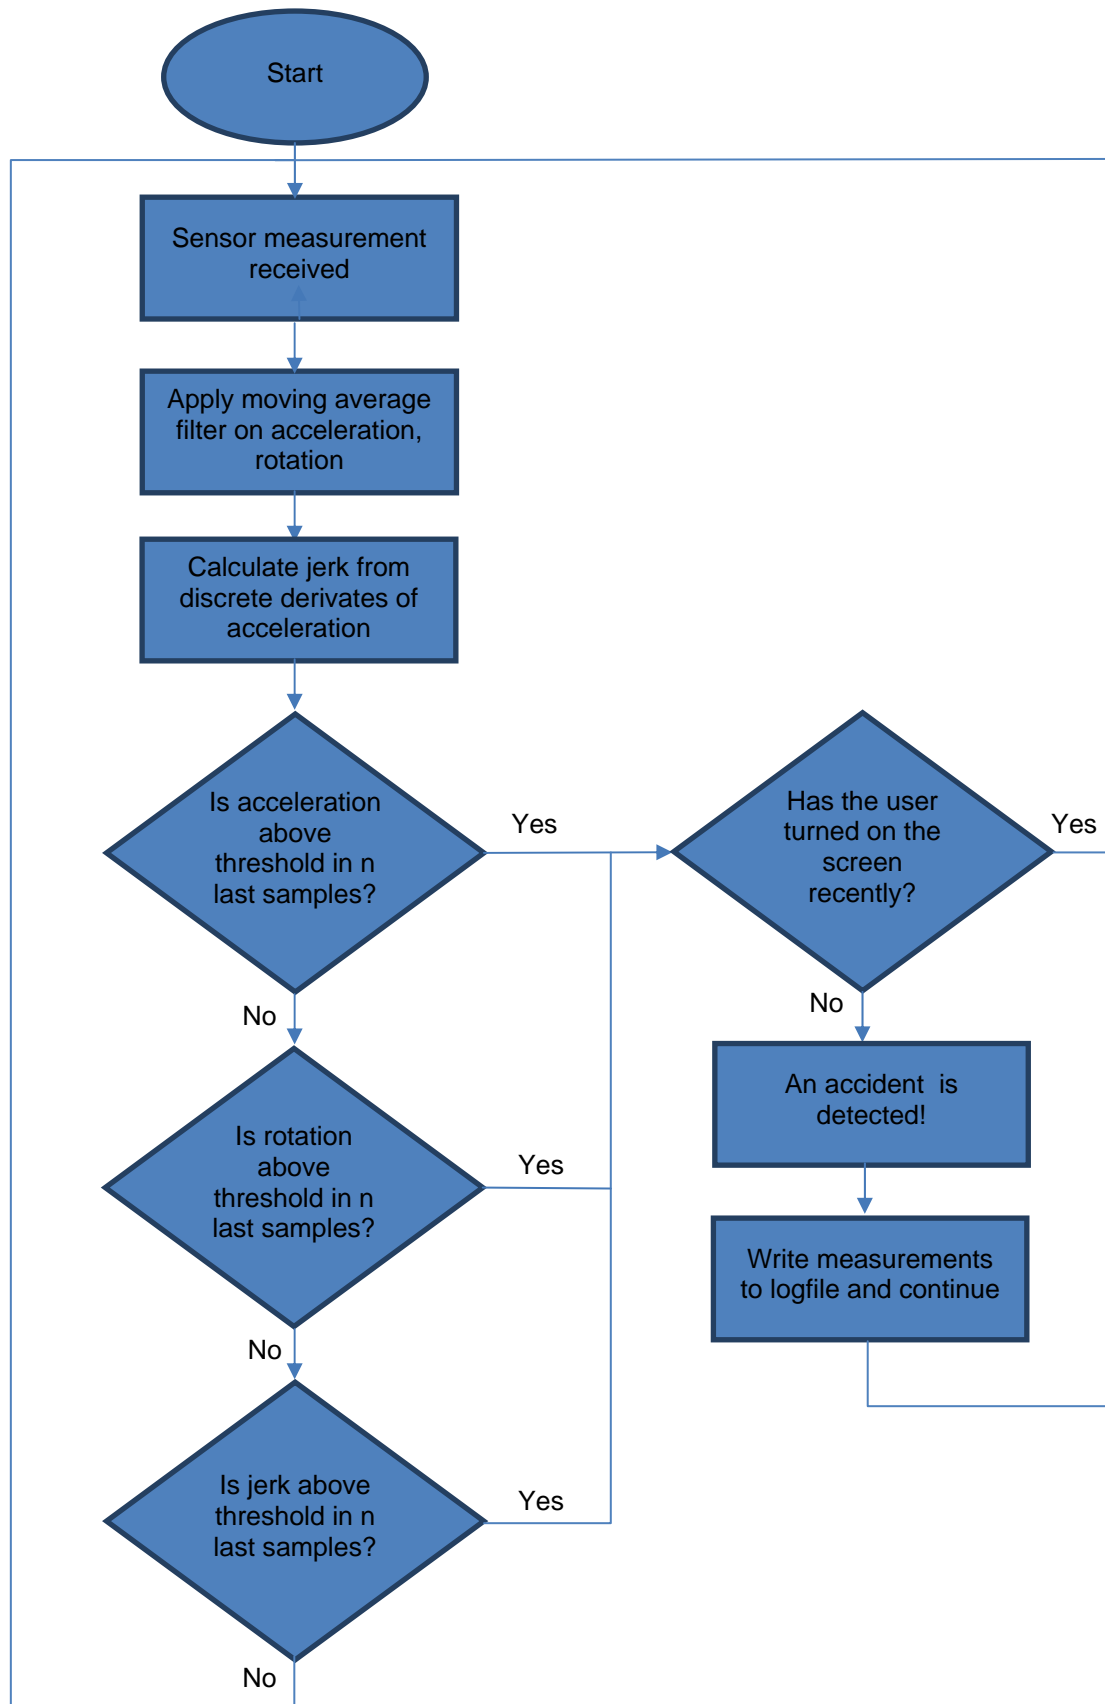 Start
Sensor measurement
received
Apply moving average
filter on acceleration,
rotation
Calculate jerk from
discrete derivates of
acceleration
Is acceleration
above
threshold in n
last samples?
Yes
Has the user
turned on the
screen
recently?
Yes
No
No
An accident is
detected!
Is rotation
above
threshold in n
last samples?
Yes
Write measurements
to logfile and continue
No
Is jerk above
threshold in n
last samples?
Yes
No